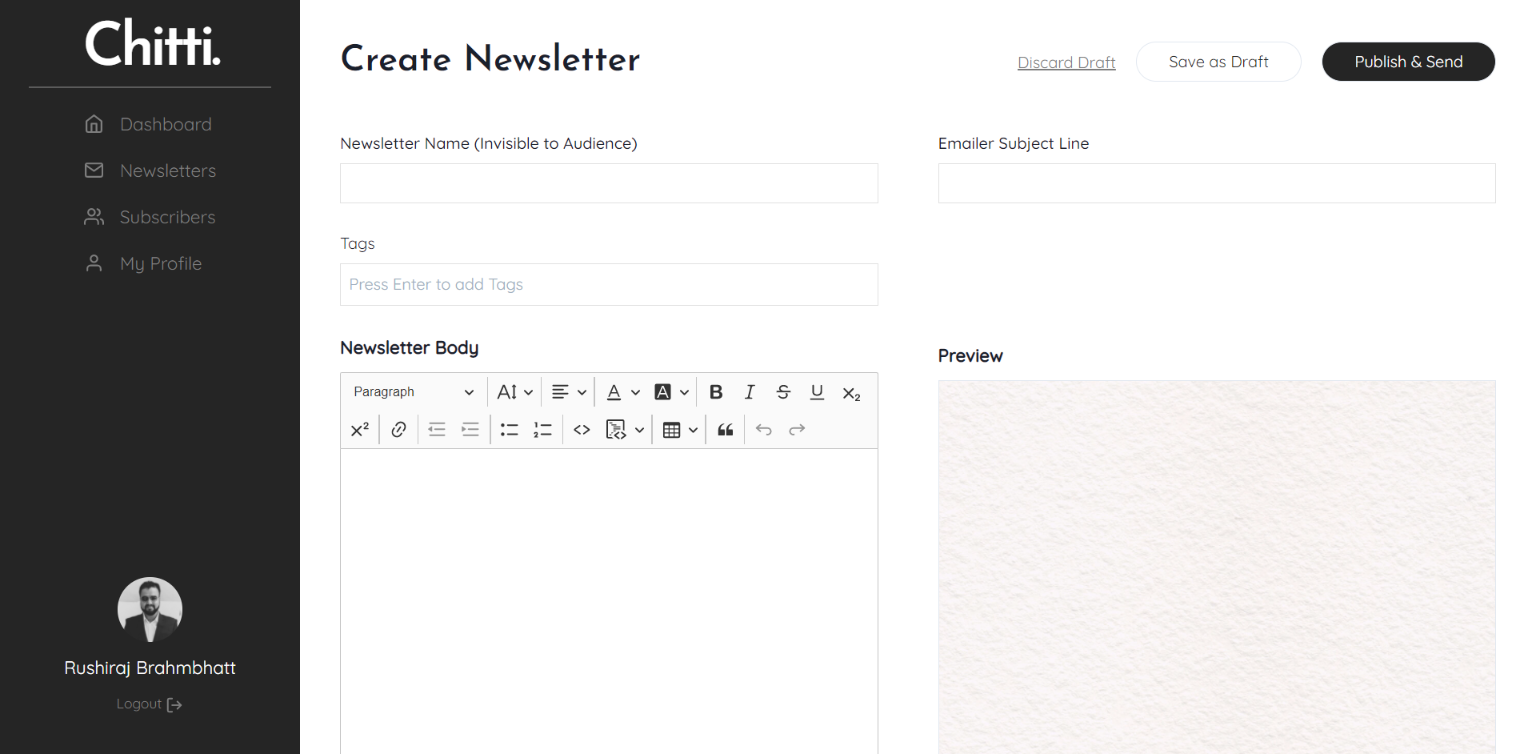 Chitti.
Dashboard
Newsletters
Subscribers
My Profile
Rushiraj Brahmbhatt
Logout
Create Newsletter
Discard Draft
Save as Draft
Publish & Send
Newsletter Name (Invisible to Audience)
Emailer Subject Line
Tags
Press Enter to add Tags
Newsletter Body
Paragraph
Preview